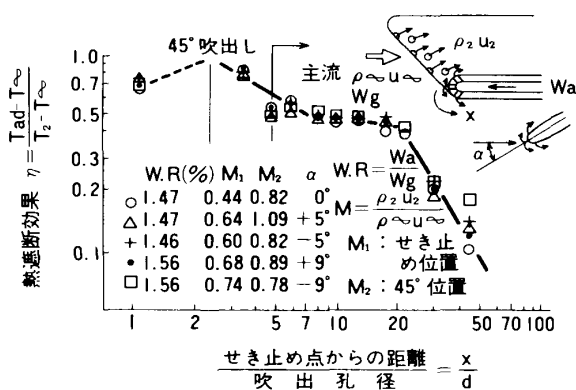 45°吹出し
主流
ρ∞u∞
Wg
ρ₂u₂
Wa
x
α
熱遮断効果 η = (Tad-T∞)/(T₂-T∞)
1.0
0.7
0.5
0.3
0.2
0.1
W.R(%) M₁ M₂ α
○ 1.47 0.44 0.82 0°
△ 1.47 0.64 1.09 +5°
+ 1.46 0.60 0.82 -5°
● 1.56 0.68 0.89 +9°
□ 1.56 0.74 0.78 -9°
W.R = Wa/Wg
M = ρ₂u₂/ρ∞u∞
M₁：せき止
め位置
M₂：45°位置
1 2 5 7 10 20 50 70 100
せき止め点からの距離/吹出孔径 = x/d